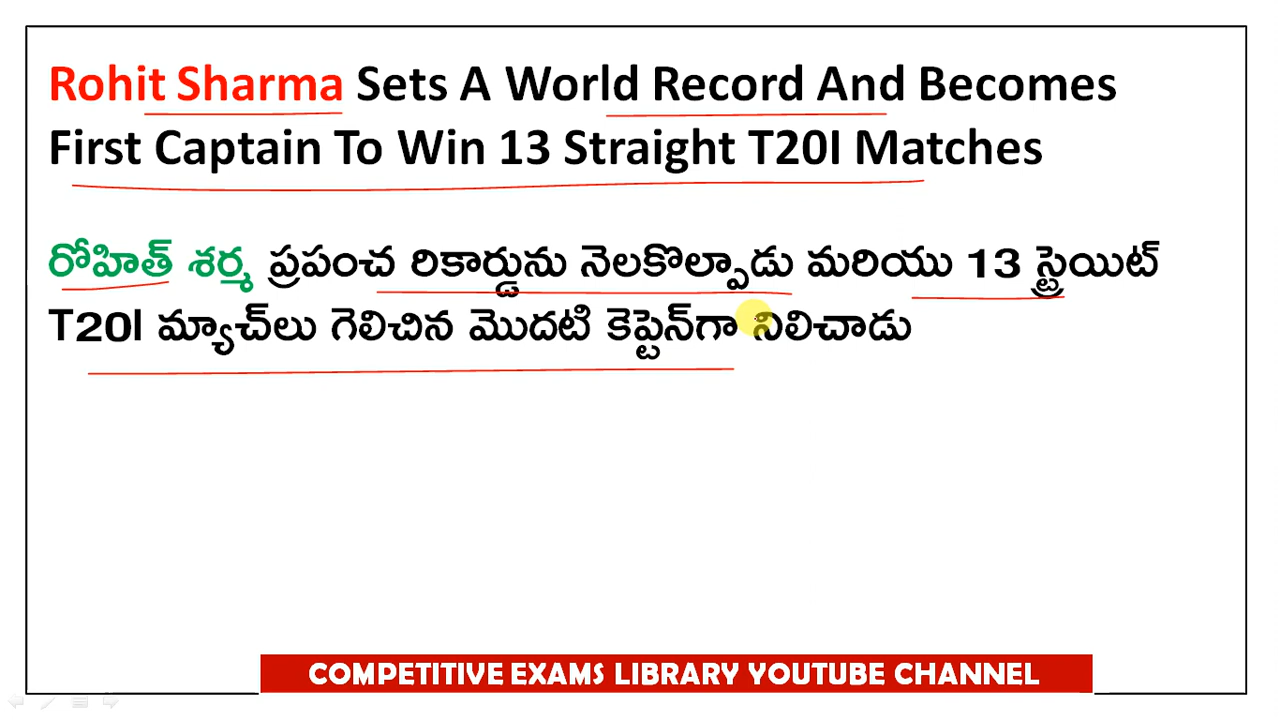 Rohit Sharma Sets A World Record And Becomes
First Captain To Win 13 Straight T20I Matches
రోహిత్ శర్మ ప్రపంచ రికార్డును నెలకొల్పాడు మరియు 13 స్ట్రెయిట్
T20I మ్యాచ్‌లు గెలిచిన మొదటి కెప్టెన్‌గా నిలిచాడు
COMPETITIVE EXAMS LIBRARY YOUTUBE CHANNEL